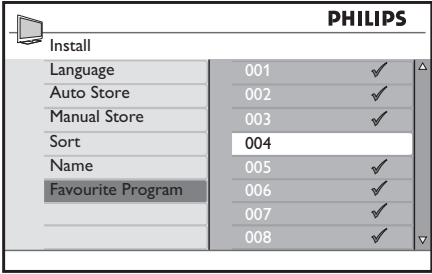 PHILIPS
Install
Language
Auto Store
Manual Store
Sort
Name
Favourite Program
001 ✓
002 ✓
003 ✓
004
005 ✓
006 ✓
007 ✓
008 ✓